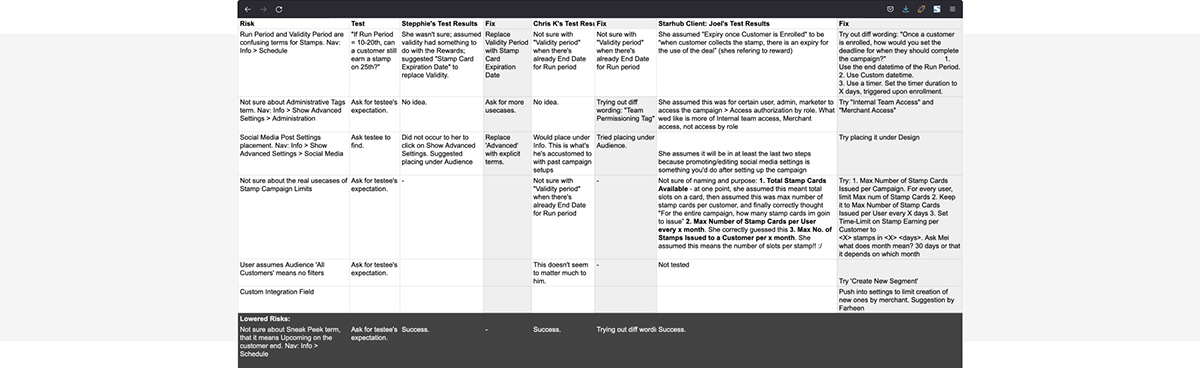 Risk
Test
Stepphie's Test Results
Fix
Chris K's Test Resu
Fix
Starhub Client: Joel's Test Results
Fix
Run Period and Validity Period are
confusing terms for Stamps. Nav:
Info > Schedule
"If Run Period
= 10-20th, can
a customer still
earn a stamp
on 25th?"
She wasn't sure; assumed
validity had something to
do with the Rewards;
suggested "Stamp Card
Expiration Date" to
replace Validity.
Replace
Validity Period
with Stamp
Card
Expiration
Date
Not sure with
"Validity period"
when there's
already End Date
for Run period
Not sure with
"Validity period"
when there's
already End Date
for Run period
She assumed "Expiry once Customer is Enrolled" to be
"when customer collects the stamp, there is an expiry for
the use of the deal" (shes refering to reward)
Try out diff wording: "Once a customer
is enrolled, how would you set the
deadline for when they should complete
the campaign?" 1.
Use the end datetime of the Run Period.
2. Use Custom datetime.
3. Use a timer. Set the timer duration to
X days, triggered upon enrollment.
Not sure about Administrative Tags
term. Nav: Info > Show Advanced
Settings > Administration
Ask for testee's
expectation.
No idea.
Ask for more
usecases.
No idea.
Trying out diff
wording: "Team
Permissioning Tag"
She assumed this was for certain user, admin, marketer to
access the campaign > Access authorization by role. What
wed like is more of Internal team access, Merchant
access, not access by role
Try "Internal Team Access" and
"Merchant Access"
Social Media Post Settings
placement. Nav: Info > Show
Advanced Settings > Social Media
Ask testee to
find.
Did not occur to her to
click on Show Advanced
Settings. Suggested
placing under Audience
Replace
'Advanced'
with explicit
terms.
Would place under
Info. This is what's
he's accustomed to
with past campaign
setups
Tried placing under
Audience.
She assumes it will be in at least the last two steps
because promoting/editing social media settings is
something you'd do after setting up the campaign
Try placing it under Design
Not sure about the real usecases of
Stamp Campaign Limits
Ask for testee's
expectation.
-
Not sure with
"Validity period"
when there's
already End Date
for Run period
-
Not sure of naming and purpose: 1. Total Stamp Cards
Available - at one point, she assumed this meant total
slots on a card, then assumed this was max number of
stamp cards per customer, and finally correctly thought
"For the entire campaign, how many stamp cards im goin
to issue" 2. Max Number of Stamp Cards per User
every x month. She correctly guessed this 3. Max No. of
Stamps Issued to a Customer per x month. She
assumed this means the number of slots per stamp!! :/
Try: 1. Max Number of Stamp Cards
Issued per Campaign. For every user,
limit Max num of Stamp Cards 2. Keep
it to Max Number of Stamp Cards
Issued per User every X days 3. Set
Time-Limit on Stamp Earning per
Customer to
<X> stamps in <X> <days>. Ask Mei
what does month mean? 30 days or that
it depends on which month
User assumes Audience 'All
Customers' means no filters
Ask for testee's
expectation.
This doesn't seem
to matter much to
him.
-
Not tested
Try 'Create New Segment'
Custom Integration Field
Push into settings to limit creation of
new ones by merchant. Suggestion by
Farheen
Lowered Risks:
Not sure about Sneak Peek term,
that it means Upcoming on the
customer end. Nav: Info >
Schedule
Ask for testee's
expectation.
Success.
-
Success.
Trying out diff wordi
Success.